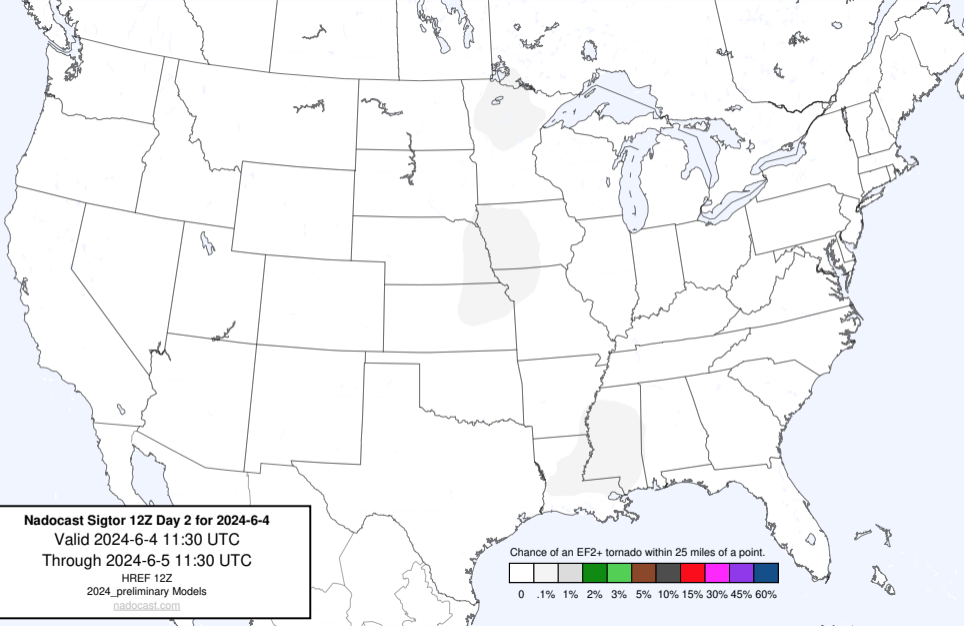 Nadocast Sigtor 12Z Day 2 for 2024-6-4
Valid 2024-6-4 11:30 UTC
Through 2024-6-5 11:30 UTC
HREF 12Z
2024_preliminary Models
nadocast.com
Chance of an EF2+ tornado within 25 miles of a point.
0 .1% 1% 2% 3% 5% 10% 15% 30% 45% 60%